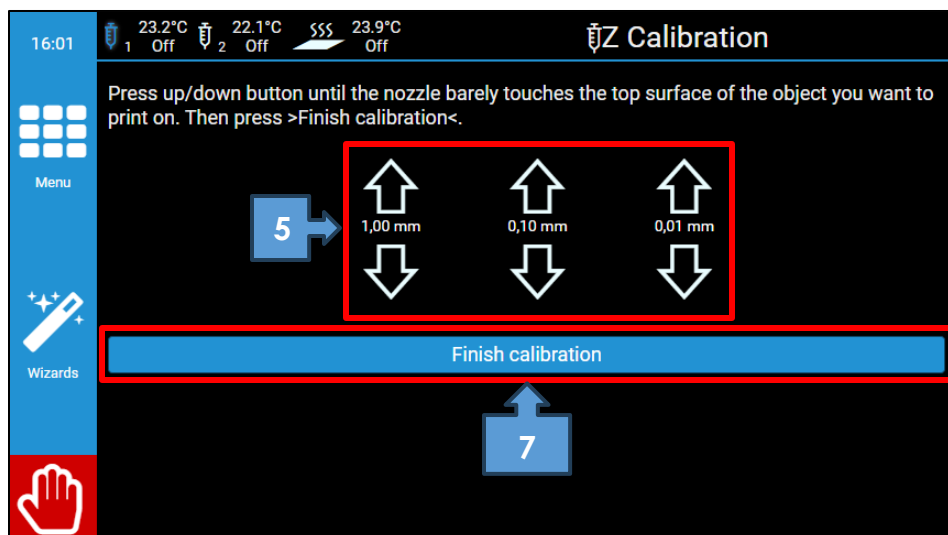 16:01
1 23.2°C Off
2 22.1°C Off
23.9°C Off
Z Calibration
Press up/down button until the nozzle barely touches the top surface of the object you want to
print on. Then press >Finish calibration<.
Menu
5
1,00 mm 0,10 mm 0,01 mm
Finish calibration
Wizards
7